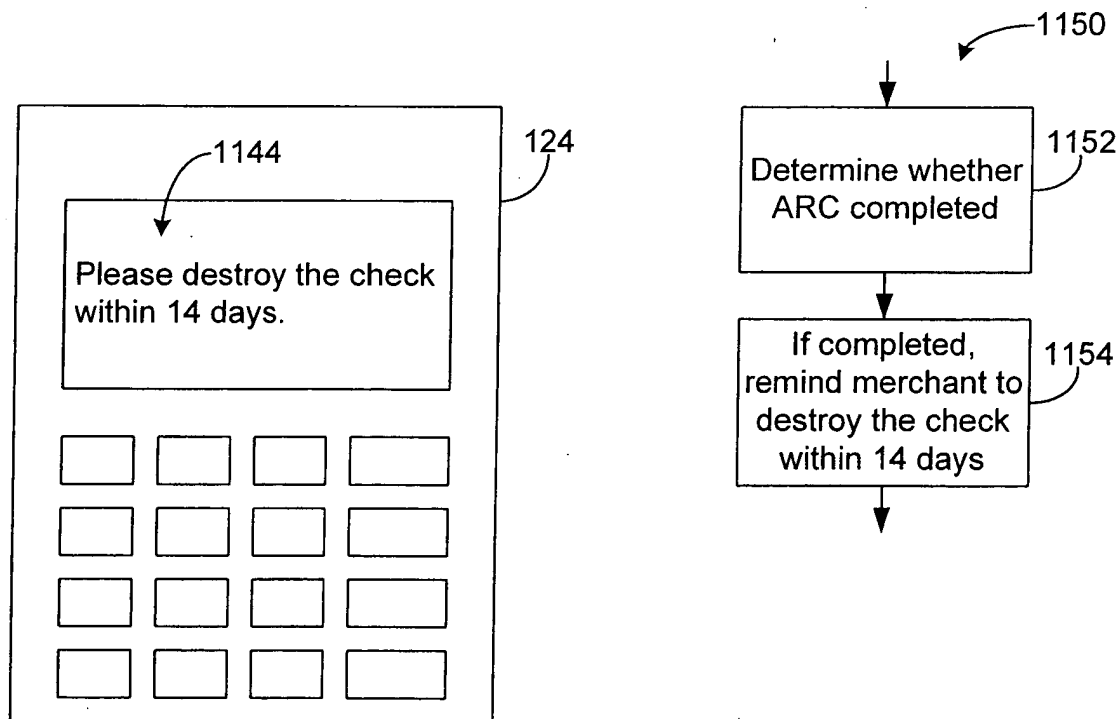 1150
1144
124
Please destroy the check
within 14 days.
1152
Determine whether
ARC completed
1154
If completed,
remind merchant to
destroy the check
within 14 days